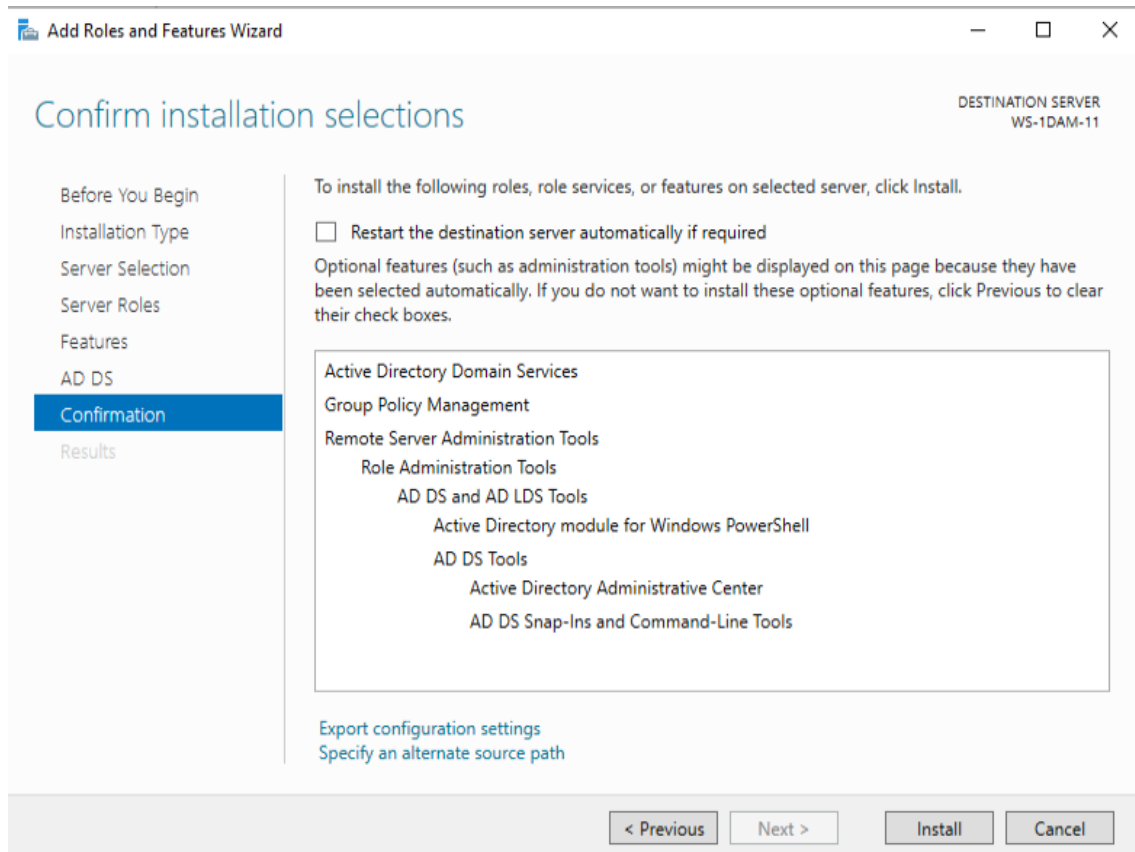 Add Roles and Features Wizard
Confirm installation selections
DESTINATION SERVER
WS-1DAM-11
Before You Begin
Installation Type
Server Selection
Server Roles
Features
AD DS
Confirmation
Results
To install the following roles, role services, or features on selected server, click Install.
Restart the destination server automatically if required
Optional features (such as administration tools) might be displayed on this page because they have
been selected automatically. If you do not want to install these optional features, click Previous to clear
their check boxes.
Active Directory Domain Services
Group Policy Management
Remote Server Administration Tools
Role Administration Tools
AD DS and AD LDS Tools
Active Directory module for Windows PowerShell
AD DS Tools
Active Directory Administrative Center
AD DS Snap-Ins and Command-Line Tools
Export configuration settings
Specify an alternate source path
< Previous
Next >
Install
Cancel